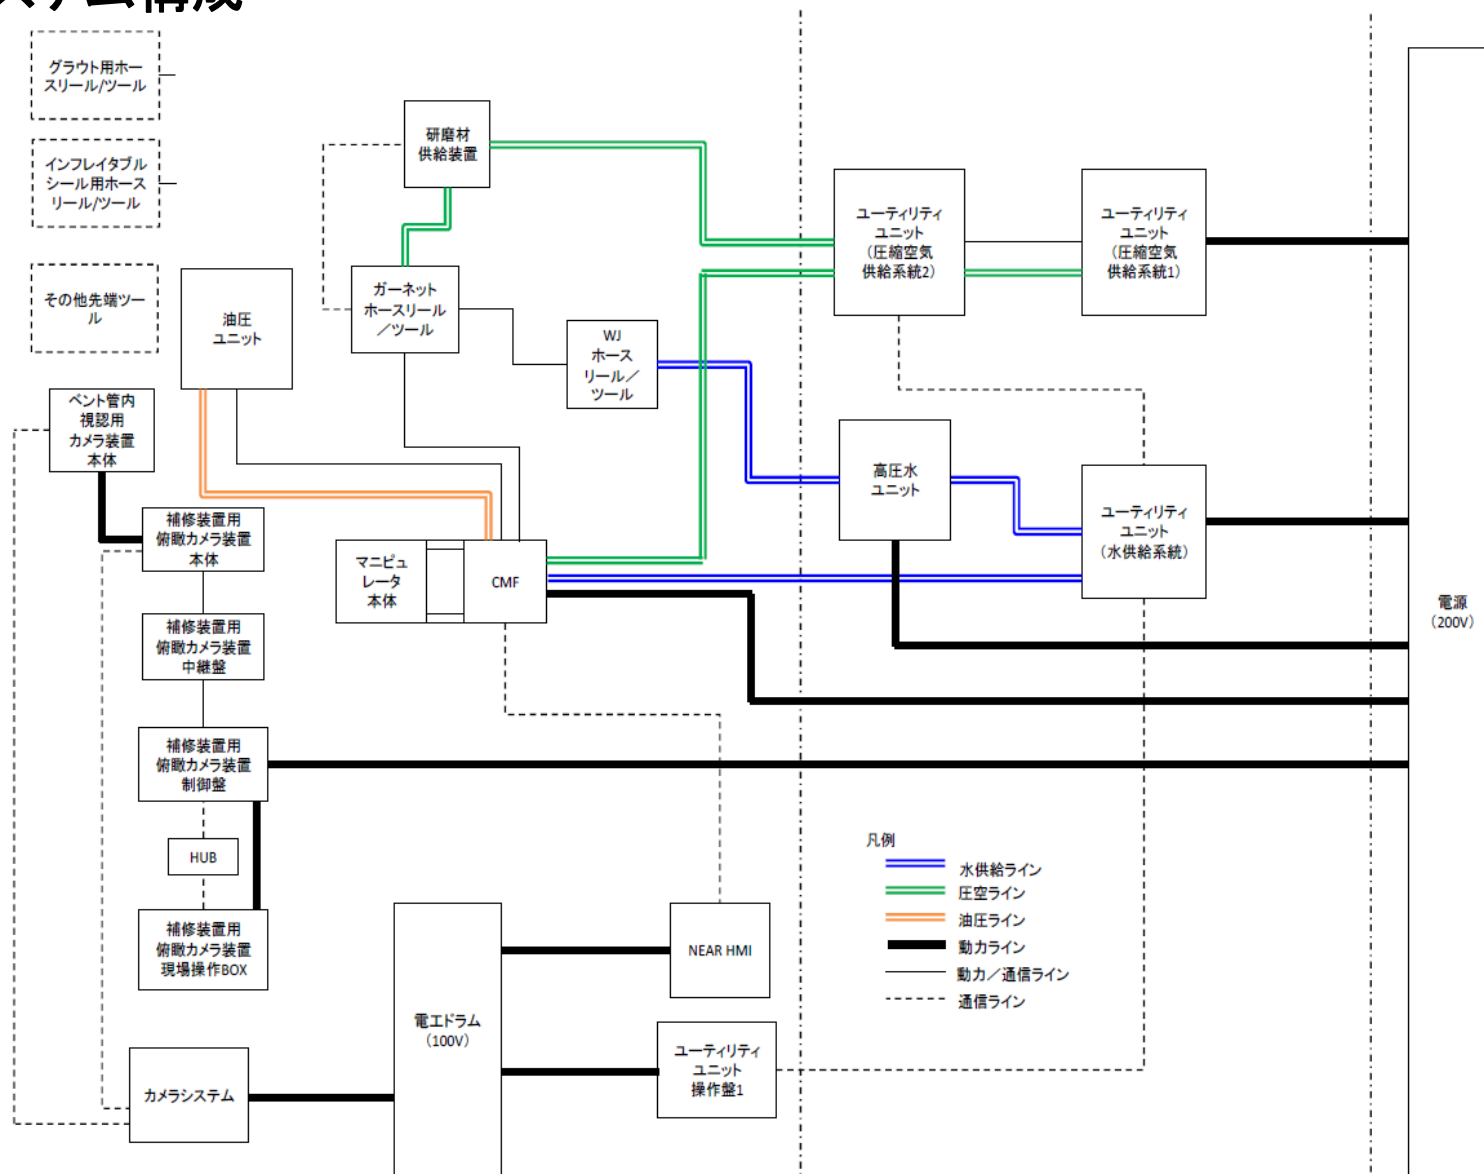 ステム構成
グラウト用ホー
スリール/ツール
インフレイタブル
シール用ホース
リール/ツール
その他先端ツー
ル
油圧
ユニット
研磨材
供給装置
ガーネット
ホースリール
／ツール
WJ
ホース
リール／
ツール
ユーティリティ
ユニット
（圧縮空気
供給系統2）
ユーティリティ
ユニット
（圧縮空気
供給系統1）
ベント管内
視認用
カメラ装置
本体
補修装置用
俯瞰カメラ装置
本体
マニピュ
レータ
本体
CMF
高圧水
ユニット
ユーティリティ
ユニット
（水供給系統）
電源
（200V）
補修装置用
俯瞰カメラ装置
中継盤
補修装置用
俯瞰カメラ装置
制御盤
HUB
補修装置用
俯瞰カメラ装置
現場操作BOX
カメラシステム
電工ドラム
（100V）
NEAR HMI
ユーティリティ
ユニット
操作盤1
凡例
水供給ライン
圧空ライン
油圧ライン
動力ライン
動力／通信ライン
通信ライン